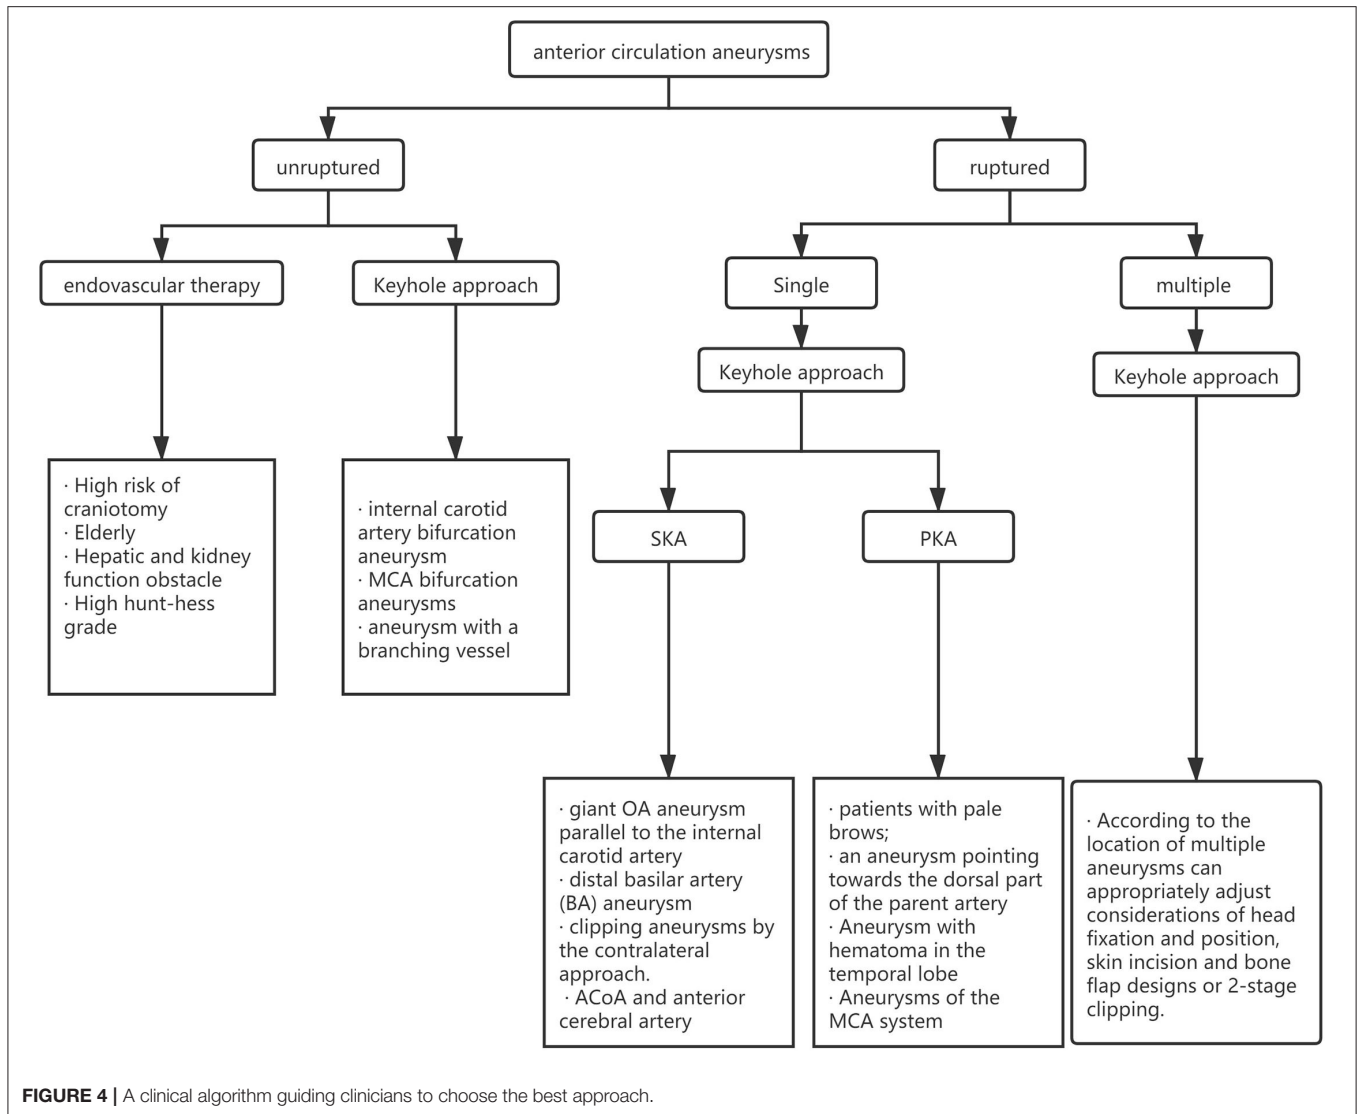 anterior circulation aneurysms
unruptured
ruptured
endovascular therapy
Keyhole approach
Single
multiple
Keyhole approach
Keyhole approach
· High risk of
craniotomy
· Elderly
· Hepatic and kidney
function obstacle
· High hunt-hess
grade
· internal carotid
artery bifurcation
aneurysm
· MCA bifurcation
aneurysms
· aneurysm with a
branching vessel
SKA
PKA
· giant OA aneurysm
parallel to the internal
carotid artery
· distal basilar artery
(BA) aneurysm
· clipping aneurysms by
the contralateral
approach.
· ACoA and anterior
cerebral artery
· patients with pale
brows;
· an aneurysm pointing
towards the dorsal part
of the parent artery
· Aneurysm with
hematoma in the
temporal lobe
· Aneurysms of the
MCA system
· According to the
location of multiple
aneurysms can
appropriately adjust
considerations of head
fixation and position,
skin incision and bone
flap designs or 2-stage
clipping.
FIGURE 4 | A clinical algorithm guiding clinicians to choose the best approach.